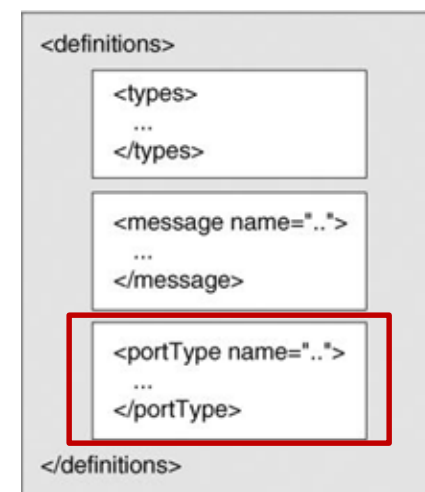 <definitions>
<types>
...
</types>
<message name="..">
...
</message>
<portType name="..">
...
</portType>
</definitions>